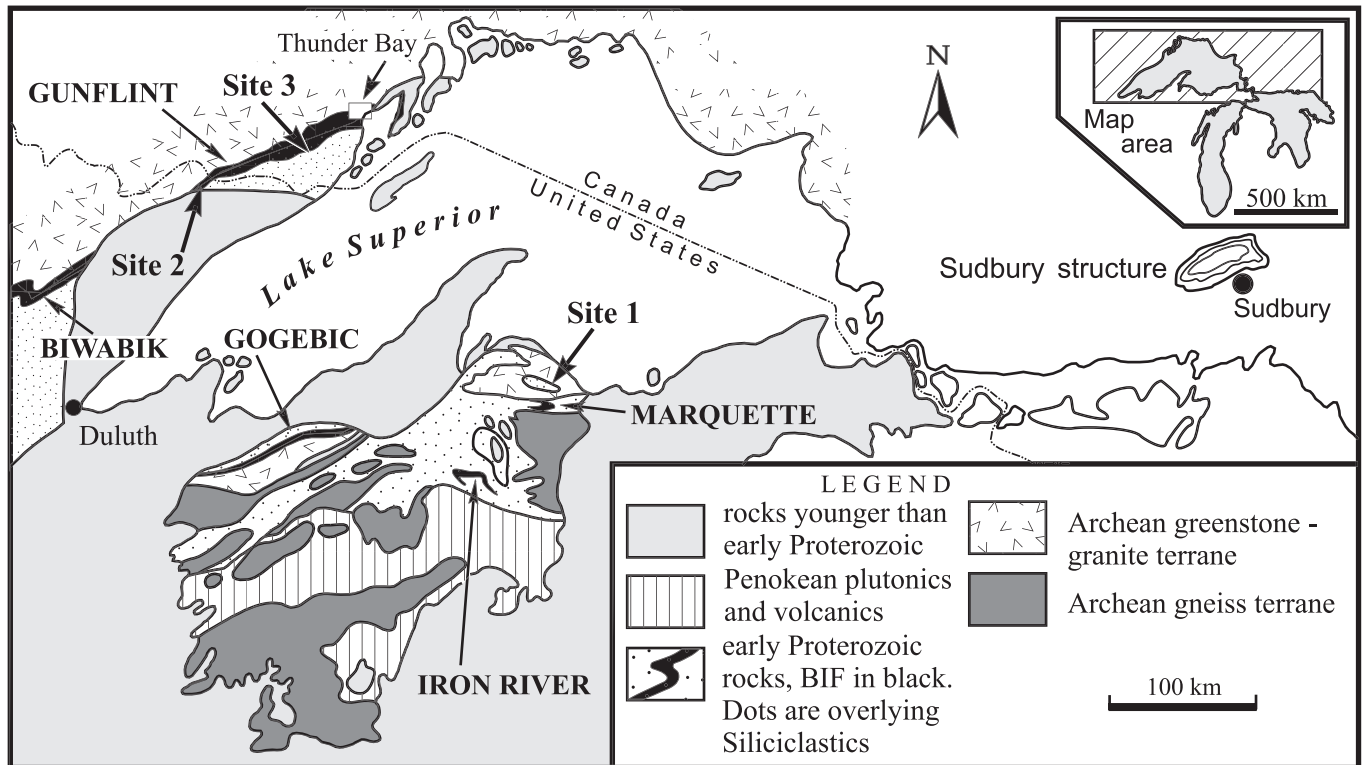 Thunder Bay
GUNFLINT
Site 3
N
Map
area
500 km
Canada
United States
Lake Superior
Site 2
Sudbury structure
Sudbury
Site 1
BIWABIK
GOGEBIC
MARQUETTE
Duluth
IRON RIVER
LEGEND
rocks younger than
early Proterozoic
Penokean plutonics
and volcanics
early Proterozoic
rocks, BIF in black.
Dots are overlying
Siliciclastics
Archean greenstone -
granite terrane
Archean gneiss terrane
100 km